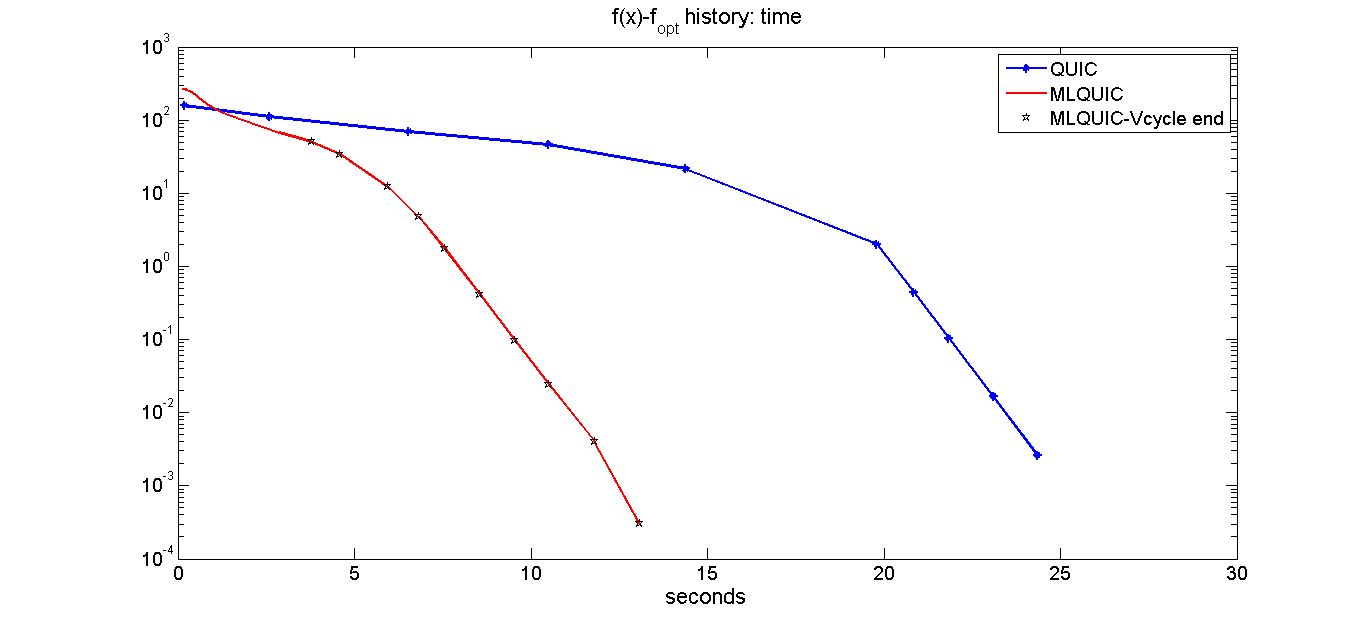 f(x)-f_opt history: time
10^3
10^2
10^1
10^0
10^-1
10^-2
10^-3
10^-4
QUIC
MLQUIC
MLQUIC-Vcycle end
0 5 10 15 20 25 30
seconds